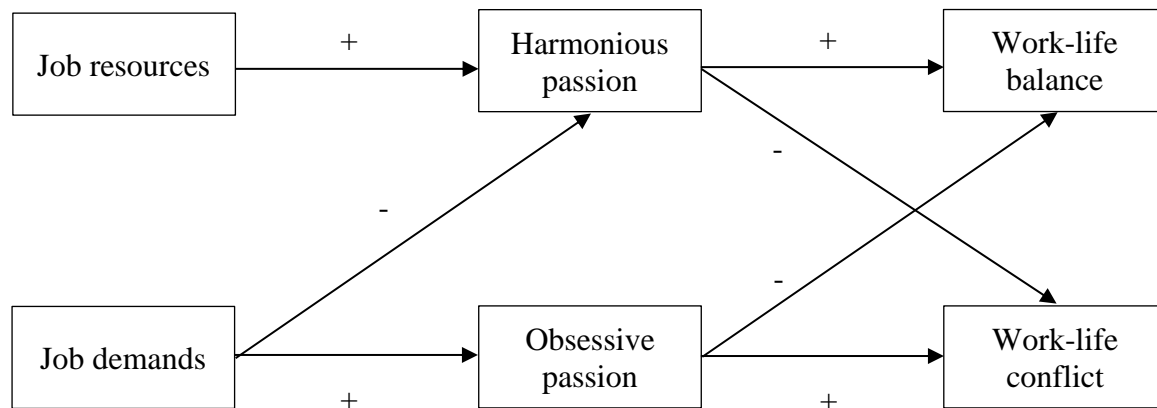 +
+
Job resources
Harmonious
passion
Work-life
balance
-
-
-
Job demands
Obsessive
passion
Work-life
conflict
+
+